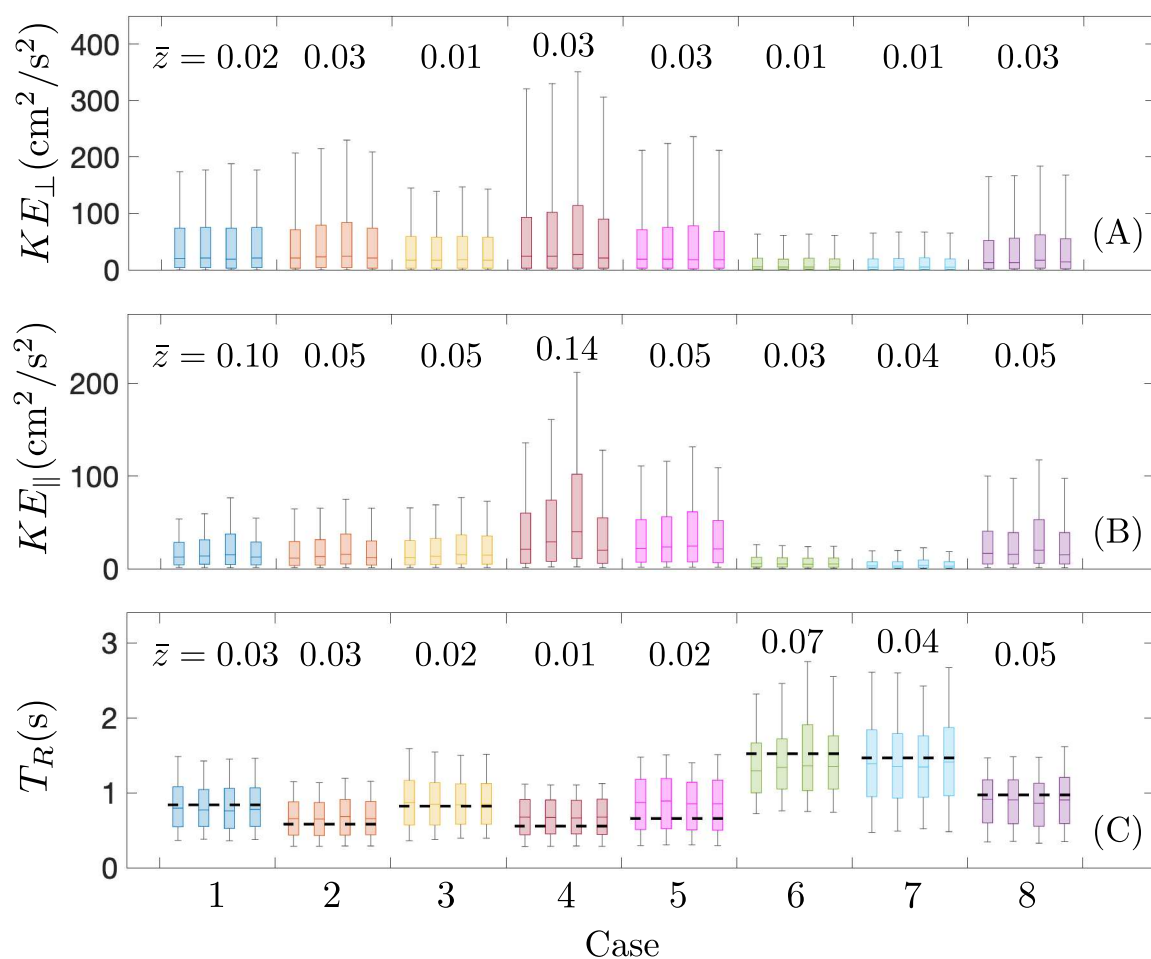 400
300
200
100
0
KE⊥(cm²/s²)
z̄ = 0.02 0.03 0.01 0.03 0.03 0.01 0.01 0.03
(A)
200
100
0
KE∥(cm²/s²)
z̄ = 0.10 0.05 0.05 0.14 0.05 0.03 0.04 0.05
(B)
3
2
1
0
T_R(s)
z̄ = 0.03 0.03 0.02 0.01 0.02 0.07 0.04 0.05
(C)
1 2 3 4 5 6 7 8
Case